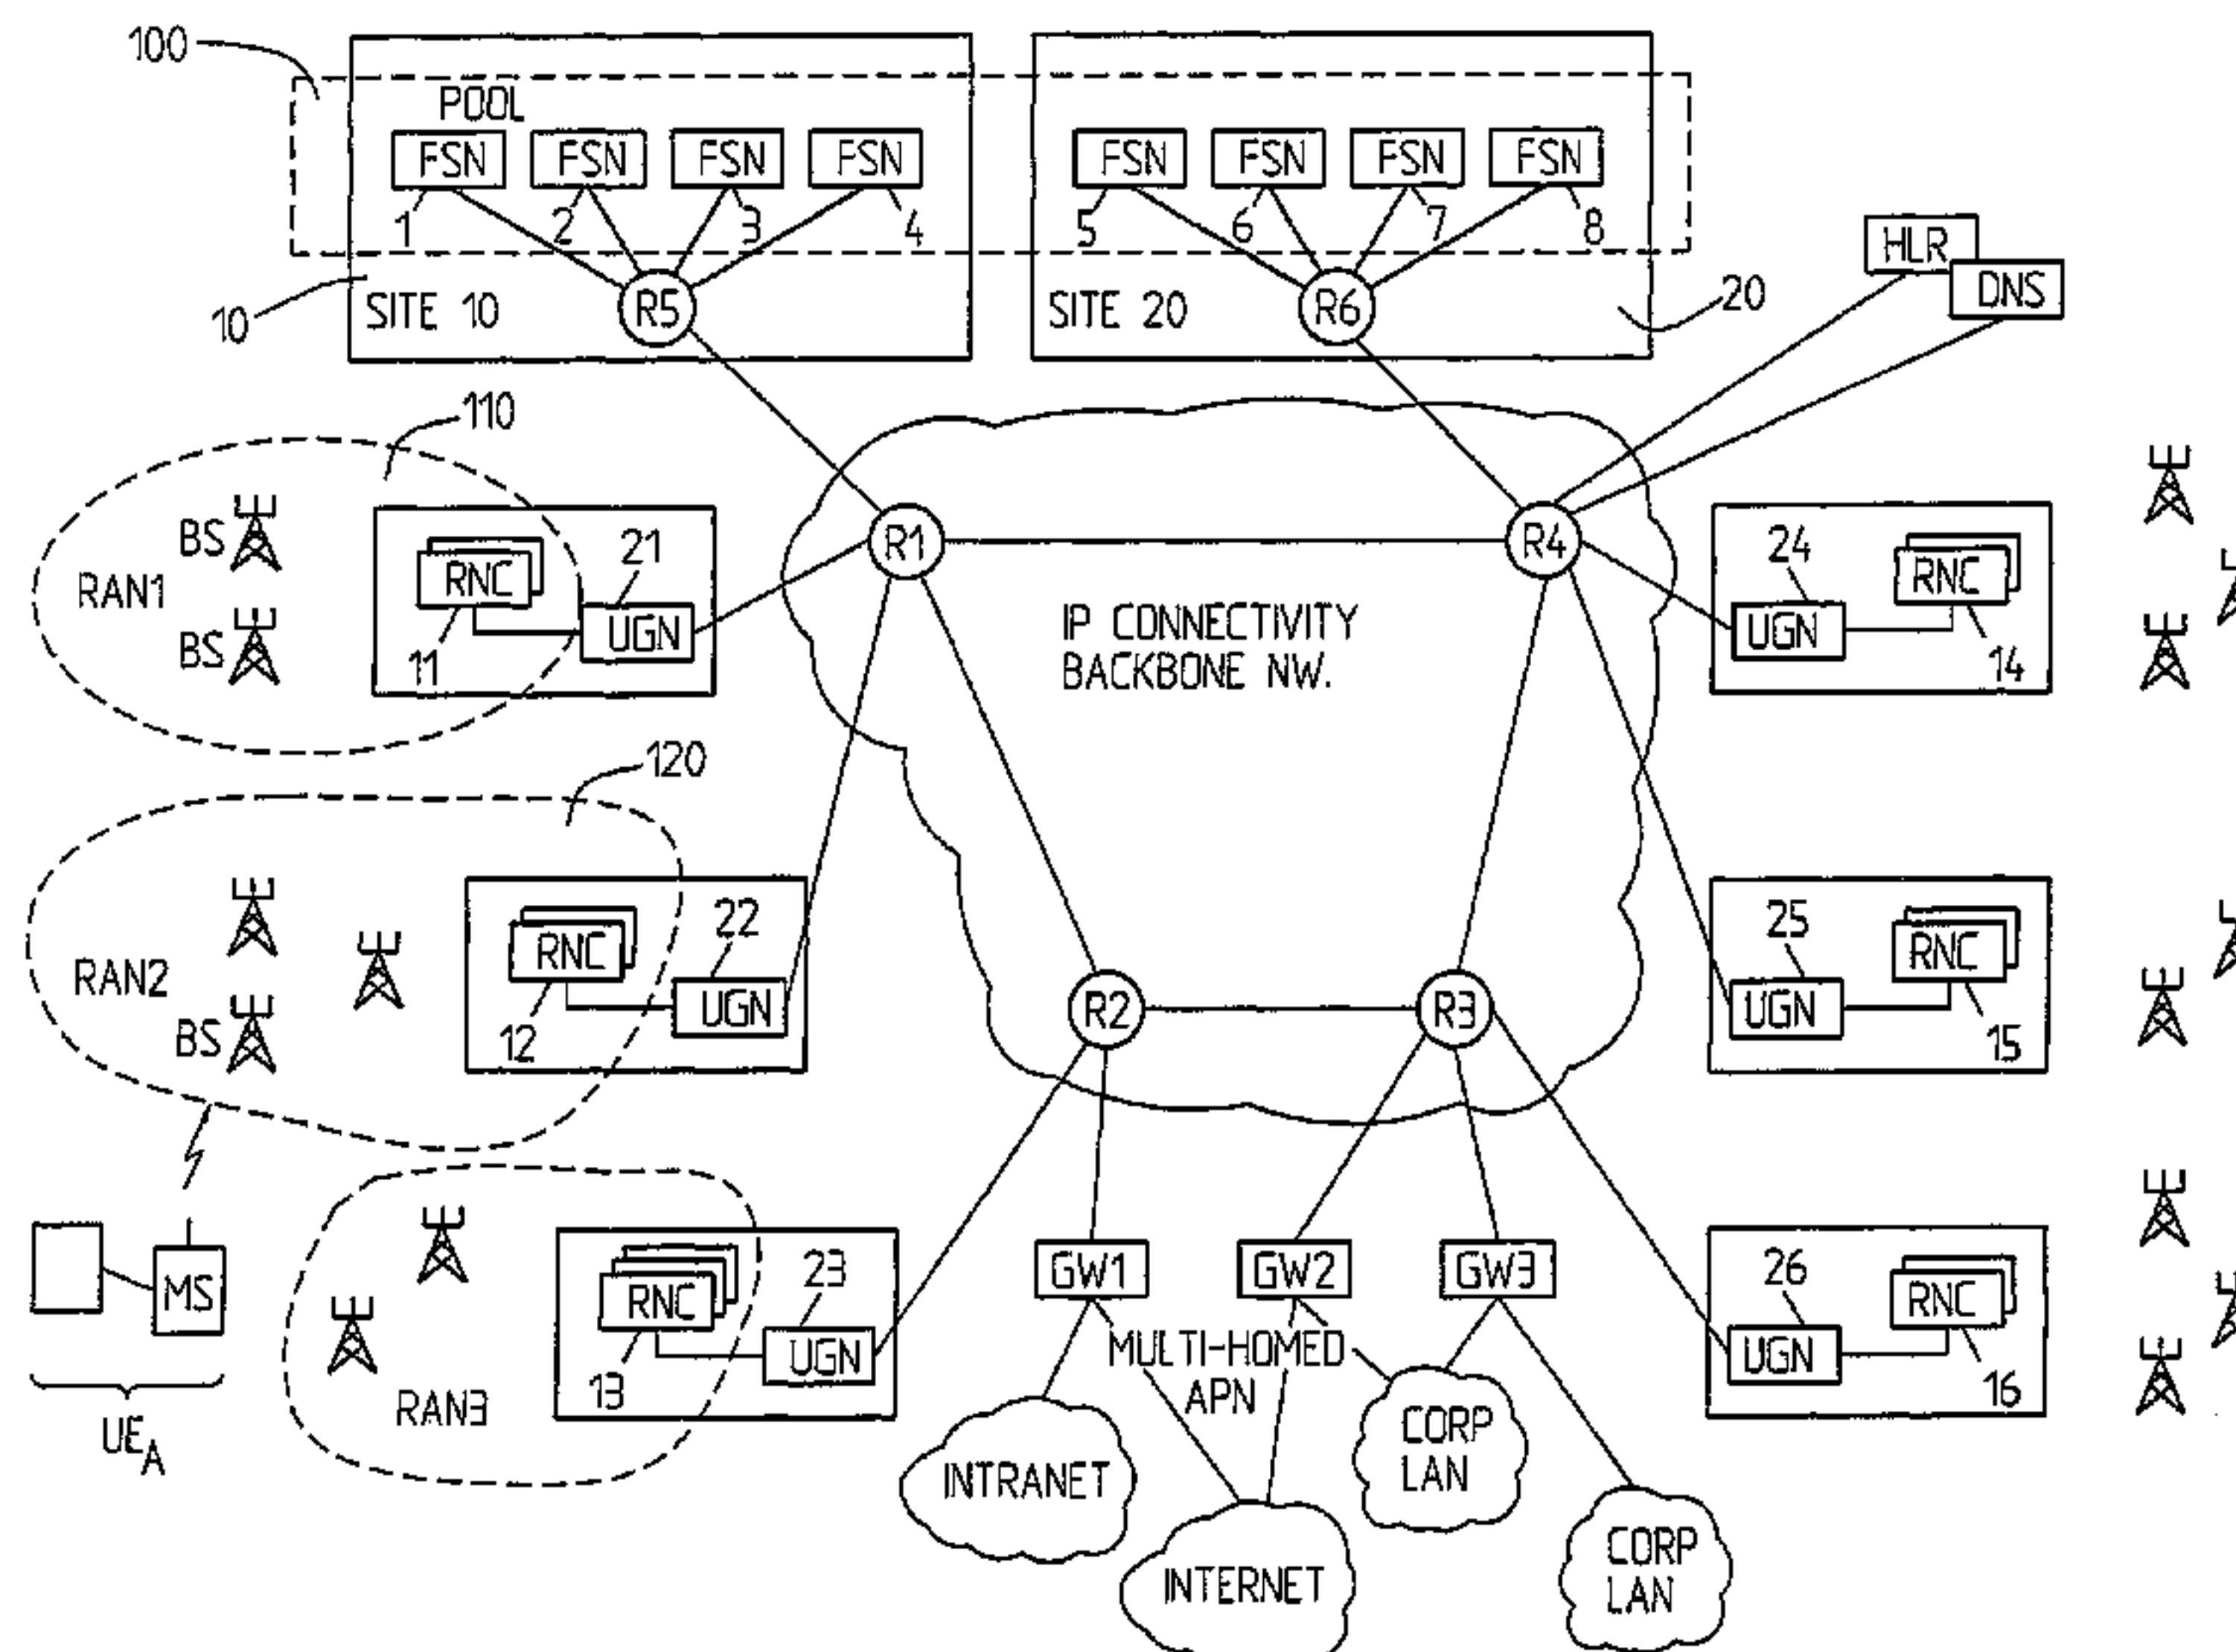 100
POOL
FSN FSN FSN FSN FSN FSN FSN FSN
1 2 3 4 5 6 7 8
HLR
DNS
10 SITE 10 R5 SITE 20 R6 20
110
BS
RAN1
BS
RNC
11
21
UGN
R1
R4
IP CONNECTIVITY
BACKBONE NW.
24
UGN
RNC
14
120
RAN2
BS
RNC
12
22
UGN
R2
R3
25
UGN
RNC
15
MS
UEA
RAN3
RNC
13
23
UGN
GW1 GW2 GW3
MULTI-HOMED
APN
26
UGN
RNC
16
INTRANET
INTERNET
CORP
LAN
CORP
LAN